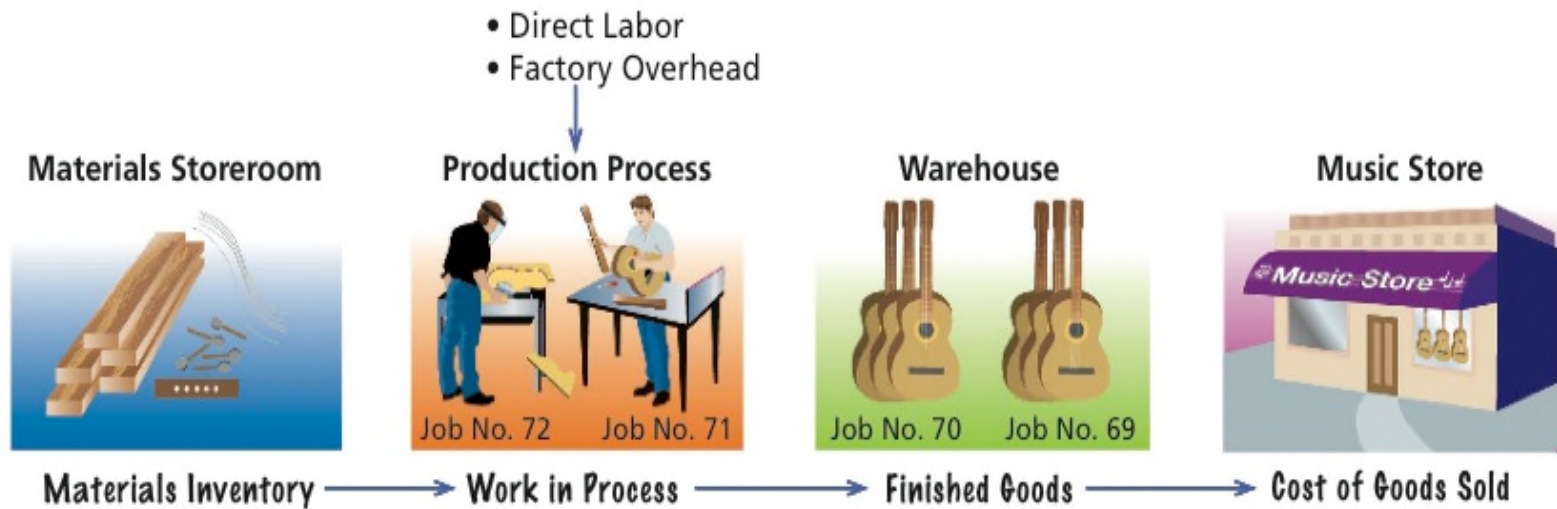 • Direct Labor
• Factory Overhead
Materials Storeroom
Production Process
Warehouse
Music Store
Music Store
Job No. 72
Job No. 71
Job No. 70
Job No. 69
Materials Inventory
Work in Process
Finished Goods
Cost of Goods Sold